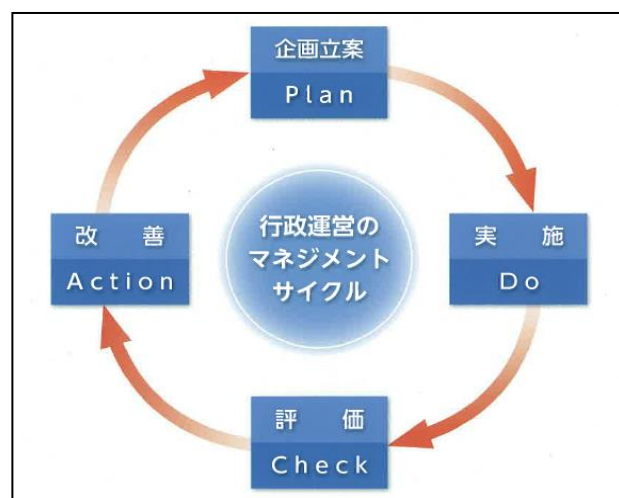 企画立案
Plan
実　施
Do
評　価
Check
改　善
Action
行政運営の
マネジメント
サイクル